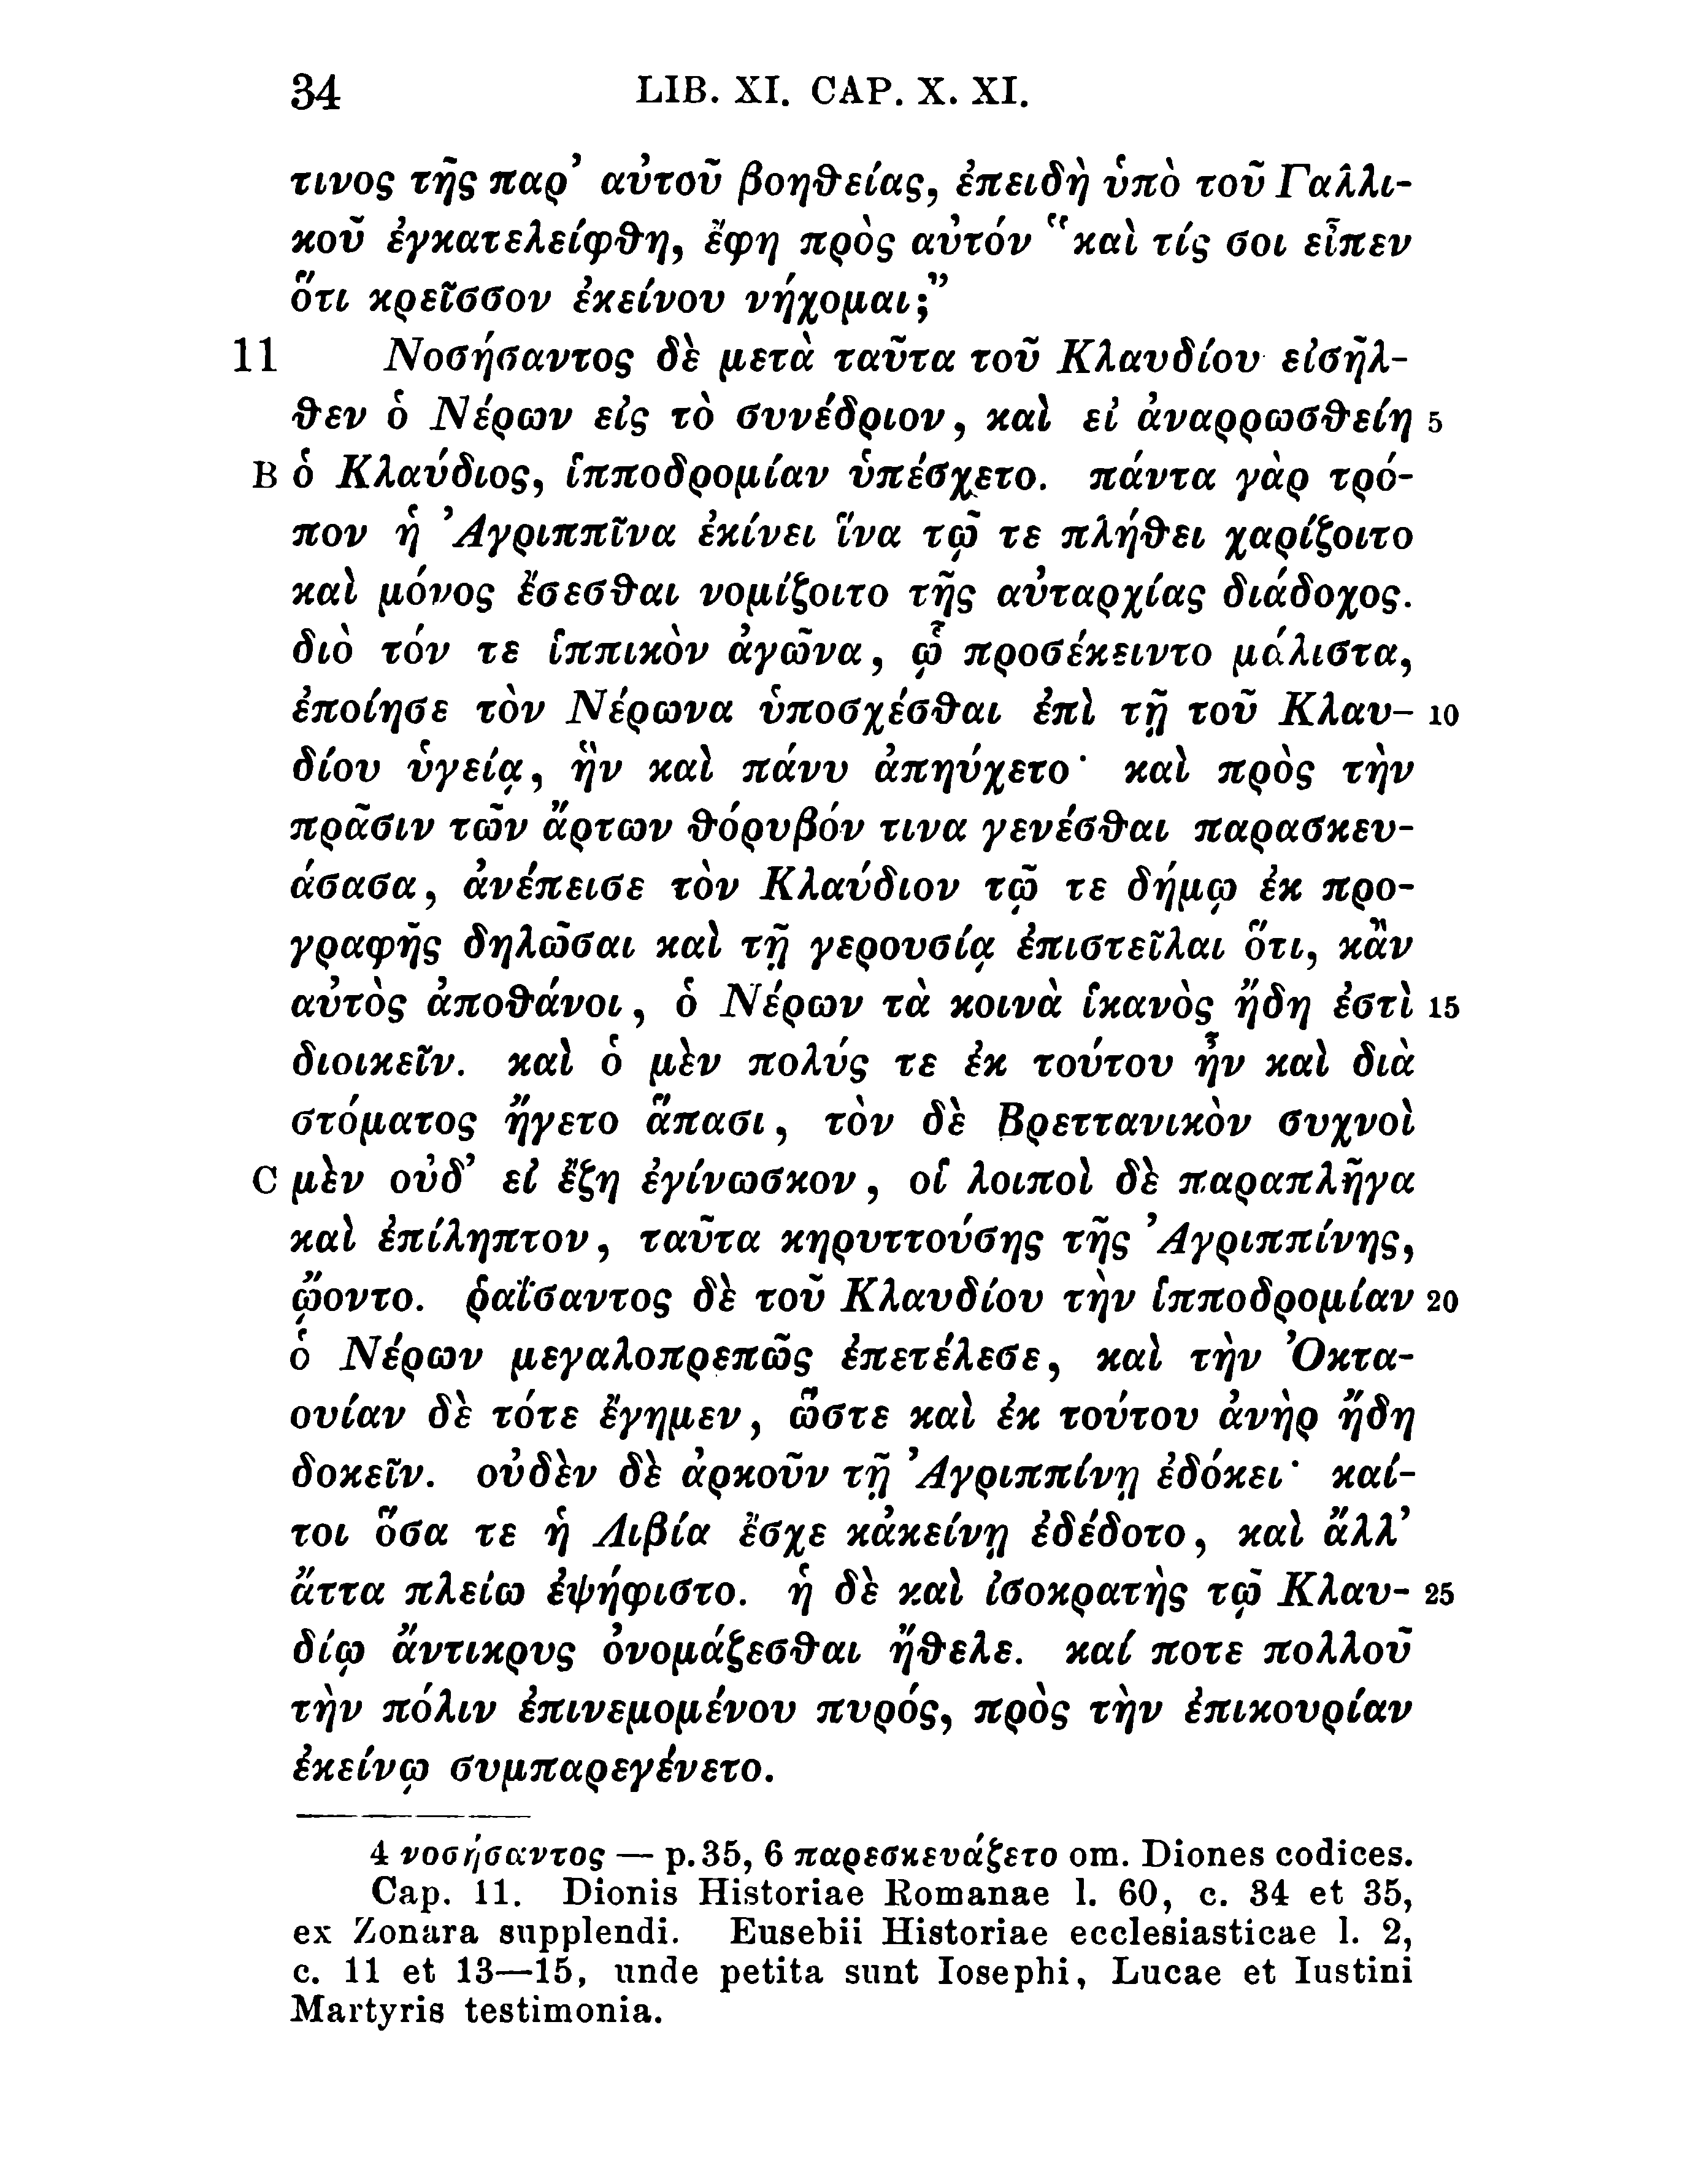 34 LIB. XI. CAP. X. XI.
τινος τῆς παρ᾽ αὐτοῦ βοηθείας, ἐπειδὴ ὑπὸ τοῦ Γαλλι-
κοῦ ἐγκατελείφθη, ἔφη πρὸς αὐτόν “καὶ τίς σοι εἶπεν
ὅτι κρεῖσσον ἐκείνου νήχομαι;”
11 Νοσήσαντος δὲ μετὰ ταῦτα τοῦ Κλαυδίου εἰσῆλ-
θεν ὁ Νέρων εἰς τὸ συνέδριον, καὶ εἰ ἀναρρωσθείη 5
B ὁ Κλαύδιος, ἱπποδρομίαν ὑπέσχετο. πάντα γὰρ τρό-
πον ἡ Ἀγριππῖνα ἐκίνει ἵνα τῷ τε πλήθει χαρίζοιτο
καὶ μόνος ἔσεσθαι νομίζοιτο τῆς αὐταρχίας διάδοχος.
διὸ τόν τε ἱππικὸν ἀγῶνα, ᾧ προσέκειντο μάλιστα,
ἐποίησε τὸν Νέρωνα ὑποσχέσθαι ἐπὶ τῇ τοῦ Κλαυ- 10
δίου ὑγείᾳ, ἣν καὶ πάνυ ἀπηύχετο· καὶ πρὸς τὴν
πρᾶσιν τῶν ἄρτων θόρυβόν τινα γενέσθαι παρασκευ-
άσασα, ἀνέπεισε τὸν Κλαύδιον τῷ τε δήμῳ ἐκ προ-
γραφῆς δηλῶσαι καὶ τῇ γερουσίᾳ ἐπιστεῖλαι ὅτι, κἂν
αὐτὸς ἀποθάνοι, ὁ Νέρων τὰ κοινὰ ἱκανὸς ἤδη ἐστὶ 15
διοικεῖν. καὶ ὁ μὲν πολύς τε ἐκ τούτου ἦν καὶ διὰ
στόματος ἤγετο ἅπασι, τὸν δὲ Βρεττανικὸν συχνοὶ
C μὲν οὐδ᾽ εἰ ἔζη ἐγίνωσκον, οἱ λοιποὶ δὲ παραπλῆγα
καὶ ἐπίληπτον, ταῦτα κηρυττούσης τῆς Ἀγριππίνης,
ᾤοντο. ῥαΐσαντος δὲ τοῦ Κλαυδίου τὴν ἱπποδρομίαν 20
ὁ Νέρων μεγαλοπρεπῶς ἐπετέλεσε, καὶ τὴν Ὀκτα-
ουίαν δὲ τότε ἔγημεν, ὥστε καὶ ἐκ τούτου ἀνὴρ ἤδη
δοκεῖν. οὐδὲν δὲ ἀρκοῦν τῇ Ἀγριππίνῃ ἐδόκει· καί-
τοι ὅσα τε ἡ Λιβία ἔσχε κἀκείνῃ ἐδέδοτο, καὶ ἄλλ᾽
ἄττα πλείω ἐψήφιστο. ἡ δὲ καὶ ἰσοκρατὴς τῷ Κλαυ- 25
δίῳ ἄντικρυς ὀνομάζεσθαι ἤθελε. καί ποτε πολλοῦ
τὴν πόλιν ἐπινεμομένου πυρός, πρὸς τὴν ἐπικουρίαν
ἐκείνῳ συμπαρεγένετο.
4 νοσήσαντος — p. 35, 6 παρεσκευάζετο om. Diones codices.
Cap. 11. Dionis Historiae Romanae l. 60, c. 34 et 35,
ex Zonara supplendi. Eusebii Historiae ecclesiasticae l. 2,
c. 11 et 13—15, unde petita sunt Iosephi, Lucae et Iustini
Martyris testimonia.